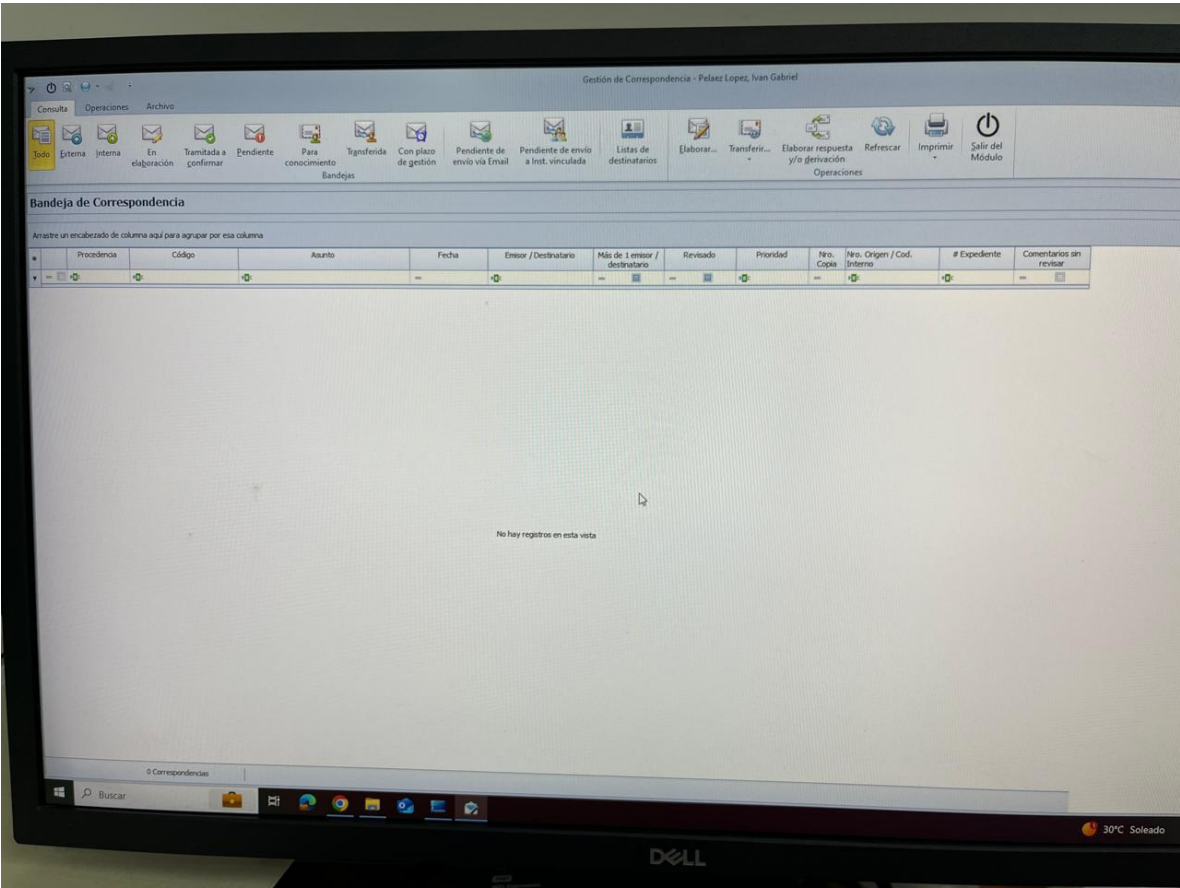 Gestión de Correspondencia - Pelaez Lopez, Ivan Gabriel
Consulta Operaciones Archivo
Todo Externa Interna En elaboración Tramitada a confirmar Pendiente Para conocimiento Transferida Con plazo de gestión Pendiente de envío vía Email Pendiente de envío a Inst. vinculada Listas de destinatarios Elaborar... Transferir... Elaborar respuesta y/o derivación Refrescar Imprimir Salir del Módulo
Bandejas Operaciones
Bandeja de Correspondencia
Arrastre un encabezado de columna aquí para agrupar por esa columna
Procedencia Código Asunto Fecha Emisor / Destinatario Más de 1 emisor / destinatario Revisado Prioridad Nro. Copia Nro. Origen / Cod. Interno # Expediente Comentarios sin revisar
No hay registros en esta vista
0 Correspondencias
Buscar
30°C Soleado
DELL